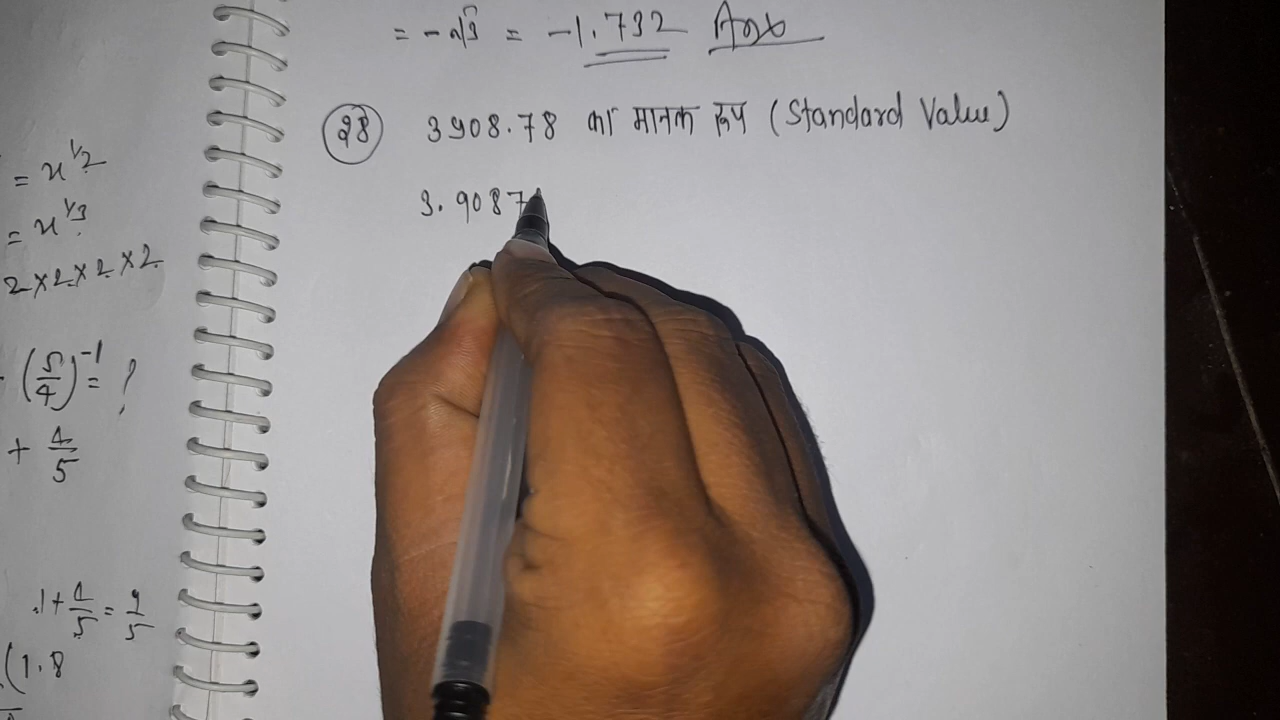 = x^1/2
= x^1/3
2×2×2×2
(5/4)^-1 = ?
+ 4/5
1+4/5=9/5
(1.8
= -√3 = -1.732 Ans
28 3908.78 का मानक रूप (Standard Value)
3.9087